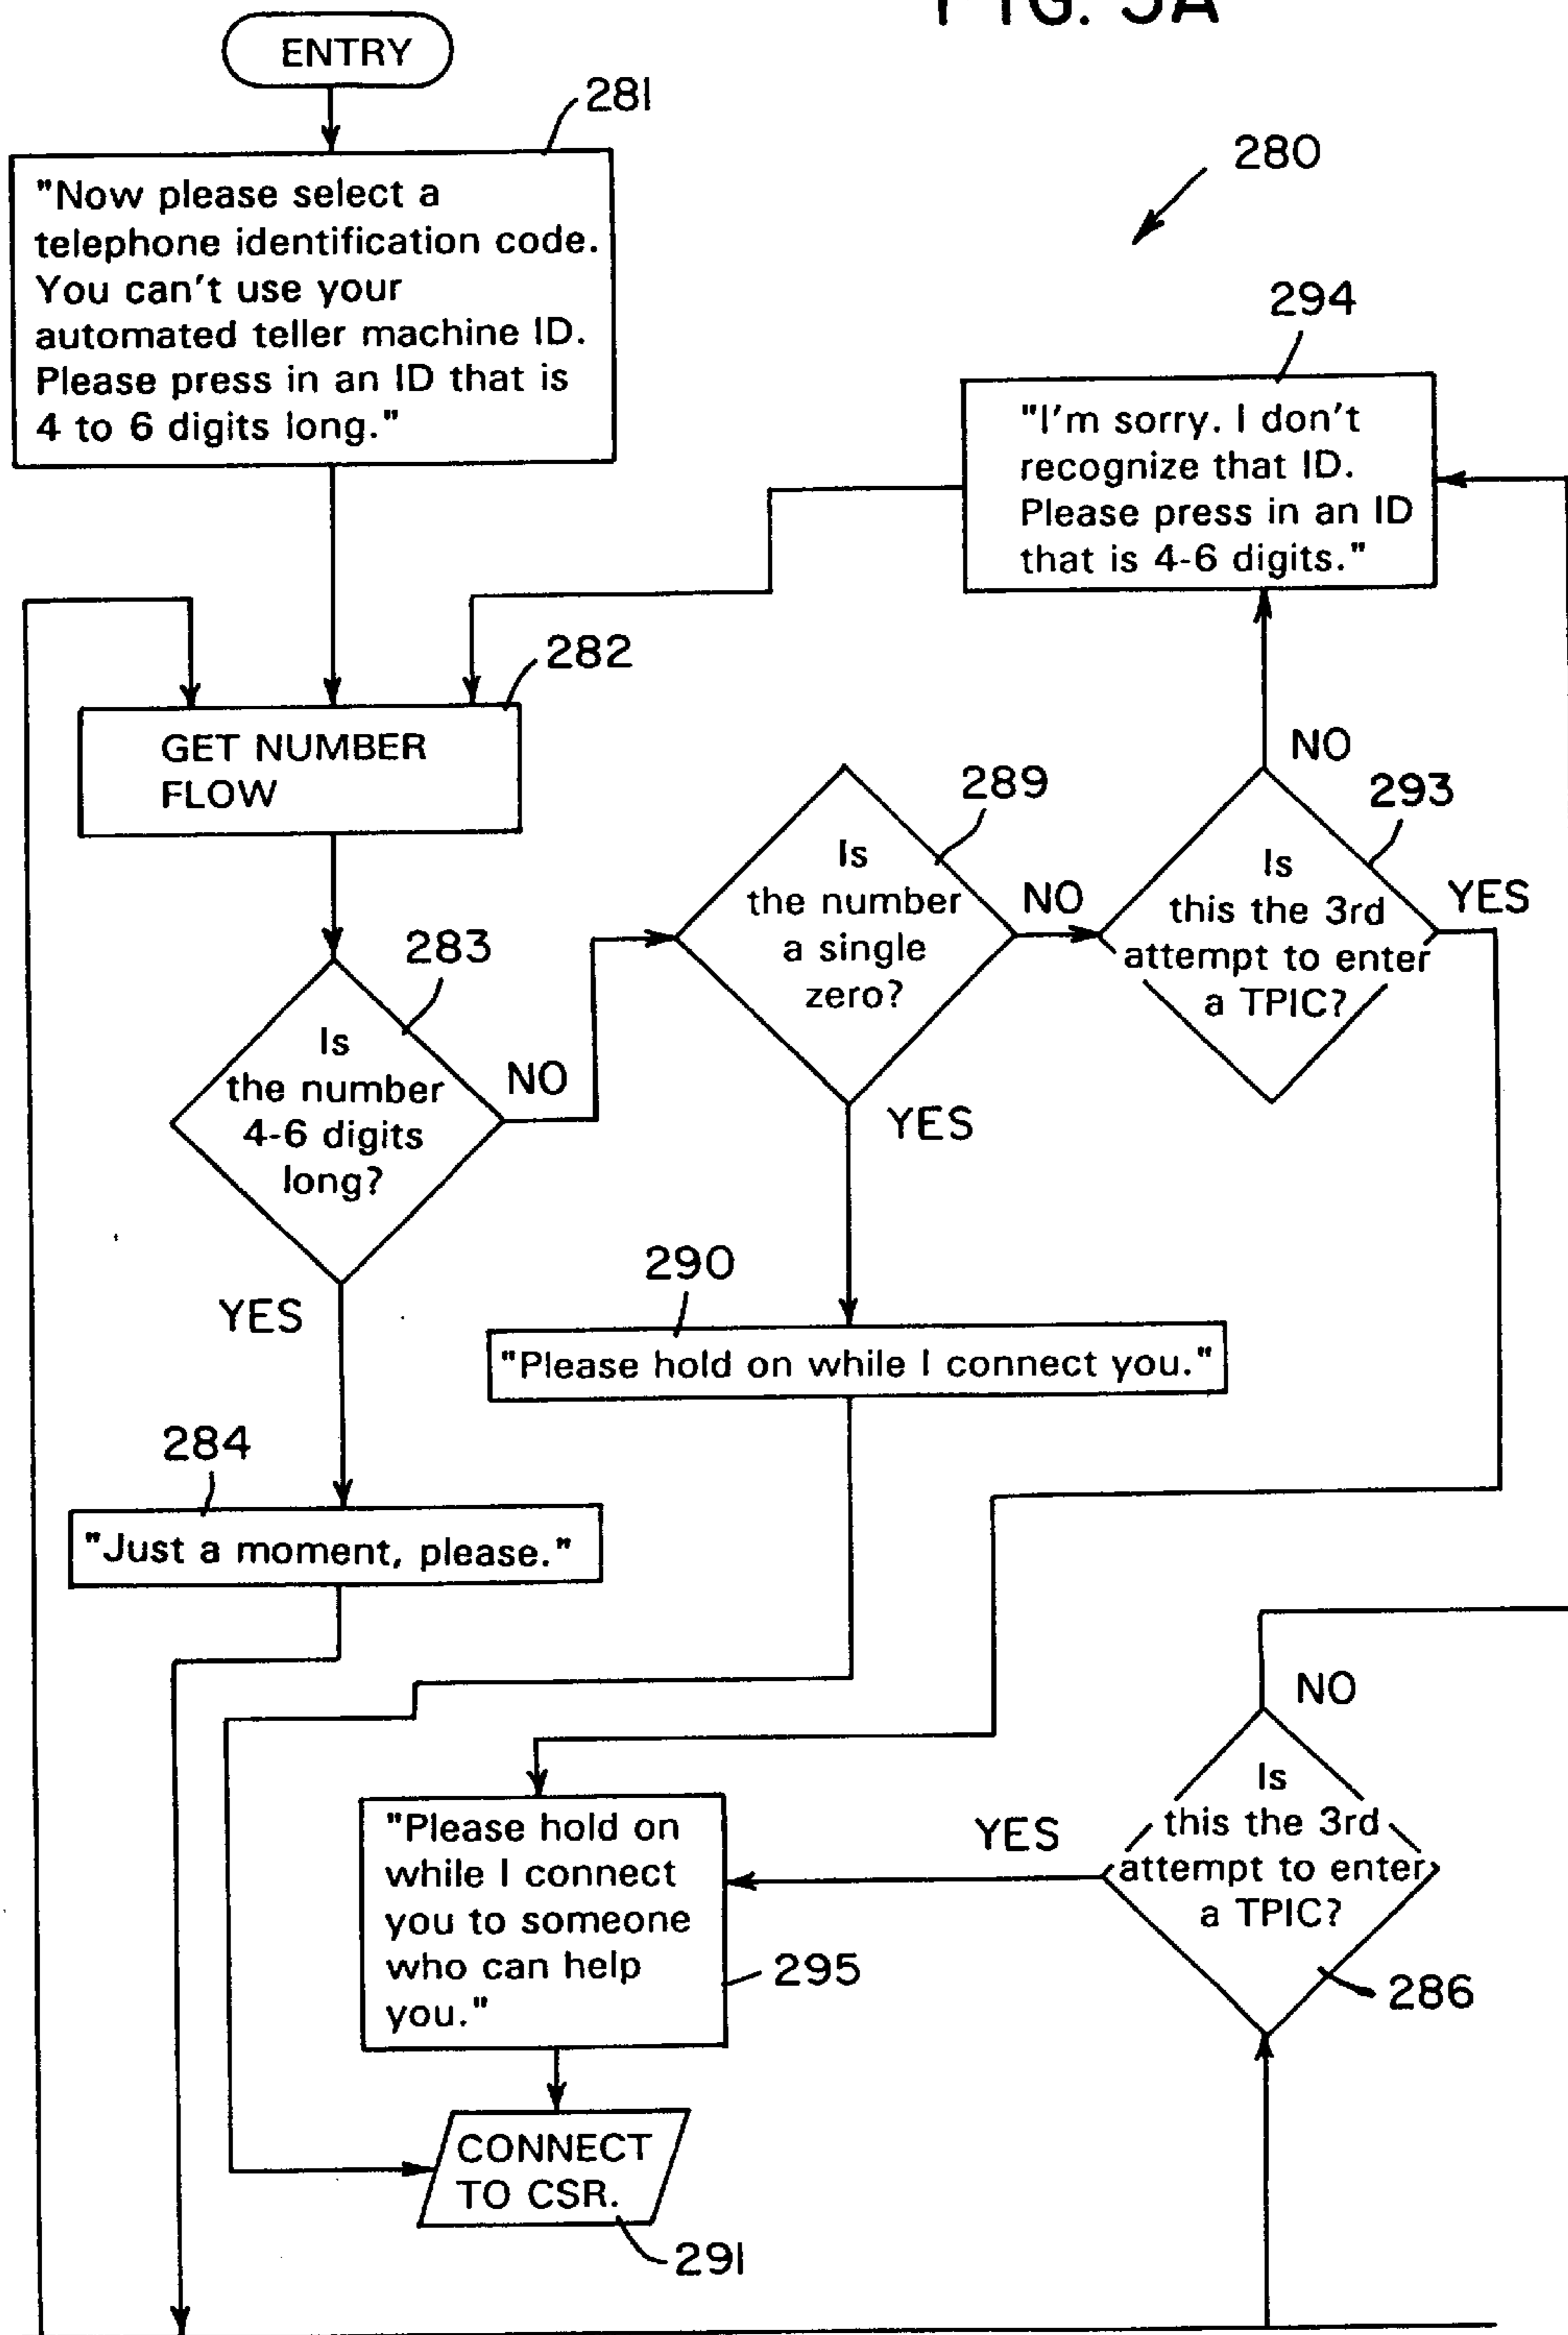 FIG. 5A
ENTRY
281
"Now please select a
telephone identification code.
You can't use your
automated teller machine ID.
Please press in an ID that is
4 to 6 digits long."
280
294
"I'm sorry. I don't
recognize that ID.
Please press in an ID
that is 4-6 digits."
282
GET NUMBER
FLOW
NO
289
Is
the number
a single
zero?
NO
293
Is
this the 3rd
attempt to enter
a TPIC?
YES
283
Is
the number
4-6 digits
long?
NO
YES
YES
290
"Please hold on while I connect you."
284
"Just a moment, please."
NO
Is
this the 3rd
attempt to enter
a TPIC?
YES
286
"Please hold on
while I connect
you to someone
who can help
you."
295
CONNECT
TO CSR.
291